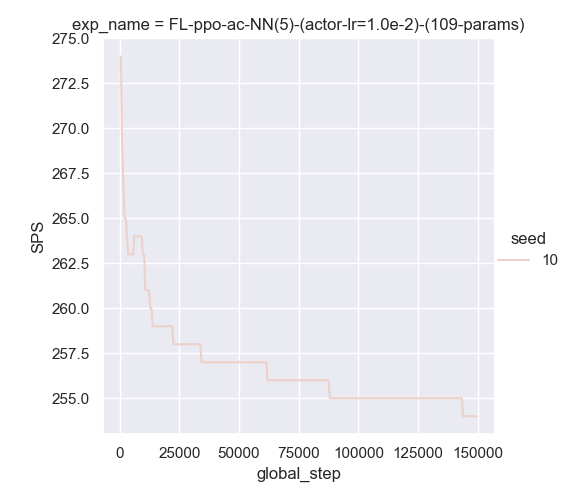 exp_name = FL-ppo-ac-NN(5)-(actor-lr=1.0e-2)-(109-params)
275.0
272.5
270.0
267.5
265.0
262.5
260.0
257.5
255.0
SPS
seed
10
0 25000 50000 75000 100000 125000 150000
global_step